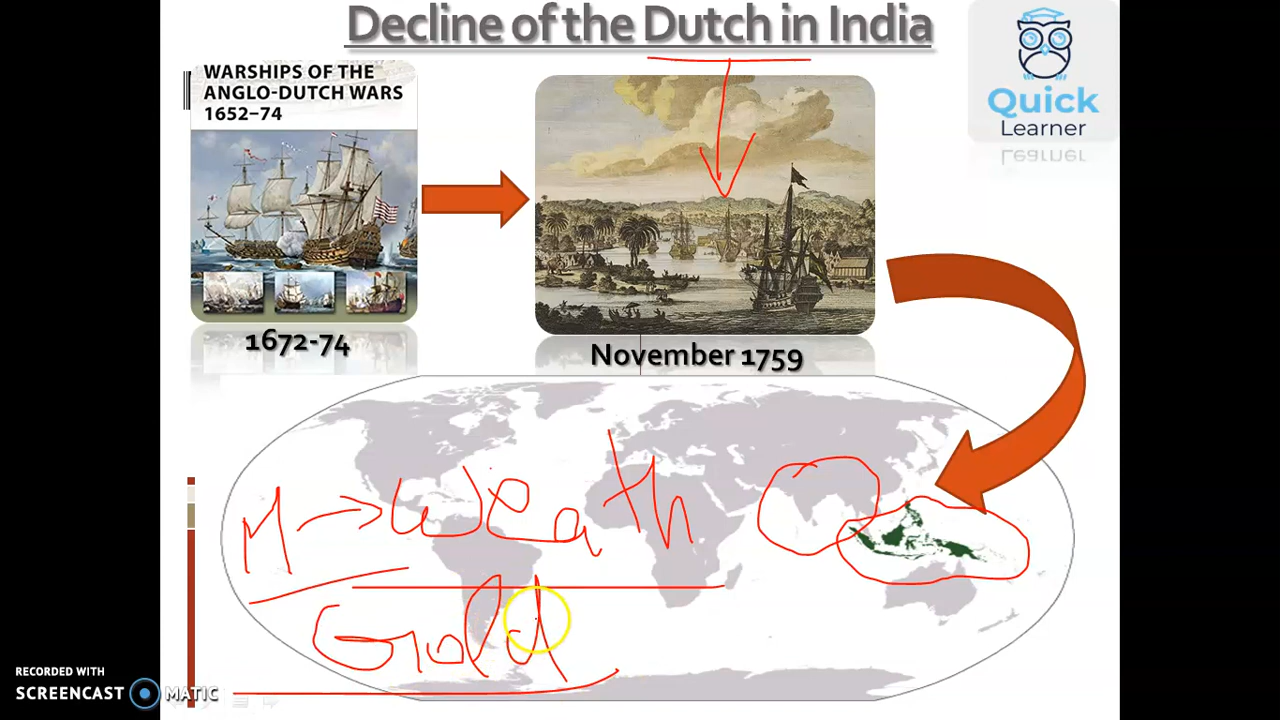 Decline of the Dutch in India
WARSHIPS OF THE
ANGLO-DUTCH WARS
1652–74
Quick
Learner
1672-74
November 1759
M → Weath
Gold
RECORDED WITH
SCREENCAST MATIC